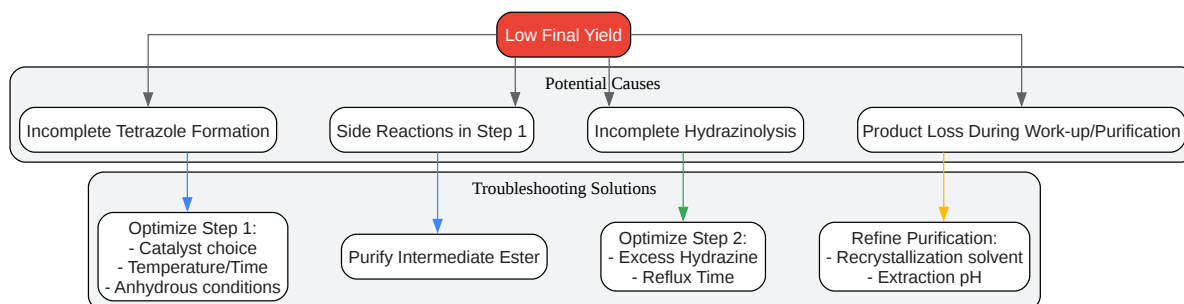 Low Final Yield
Potential Causes
Incomplete Tetrazole Formation
Side Reactions in Step 1
Incomplete Hydrazinolysis
Product Loss During Work-up/Purification
Troubleshooting Solutions
Optimize Step 1:
- Catalyst choice
- Temperature/Time
- Anhydrous conditions
Purify Intermediate Ester
Optimize Step 2:
- Excess Hydrazine
- Reflux Time
Refine Purification:
- Recrystallization solvent
- Extraction pH